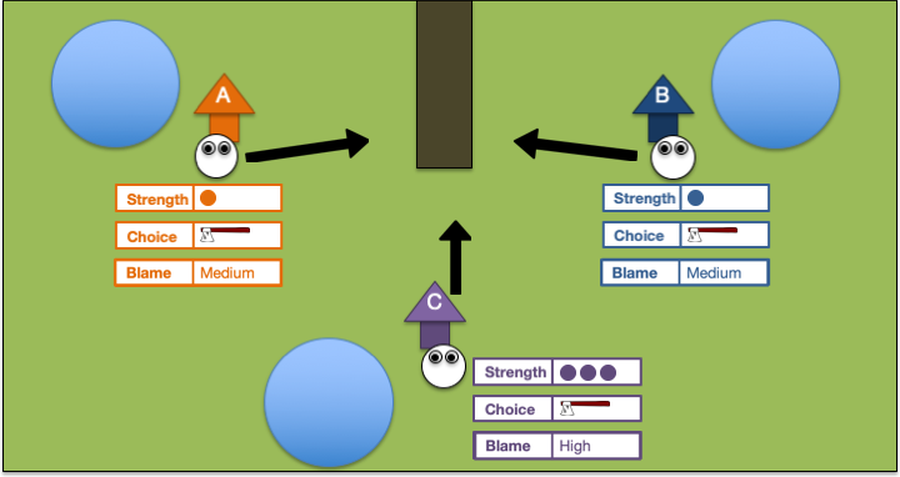 A
B
Strength
Choice
Blame Medium
Strength
Choice
Blame Medium
C
Strength
Choice
Blame High